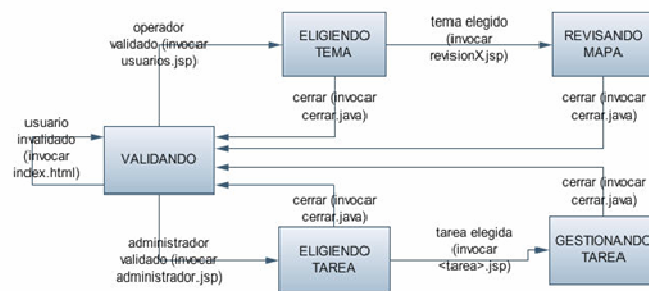 operador
validado (invocar
usuarios.jsp)
ELIGIENDO
TEMA
tema elegido
(invocar
revisionX.jsp)
REVISANDO
MAPA
cerrar (invocar
cerrar.java)
cerrar (invocar
cerrar.java)
usuario
invalidado
(invocar
index.html)
VALIDANDO
cerrar (invocar
cerrar.java)
cerrar (invocar
cerrar.java)
administrador
validado (invocar
administrador.jsp)
ELIGIENDO
TAREA
tarea elegida
(invocar
<tarea>.jsp)
GESTIONANDO
TAREA